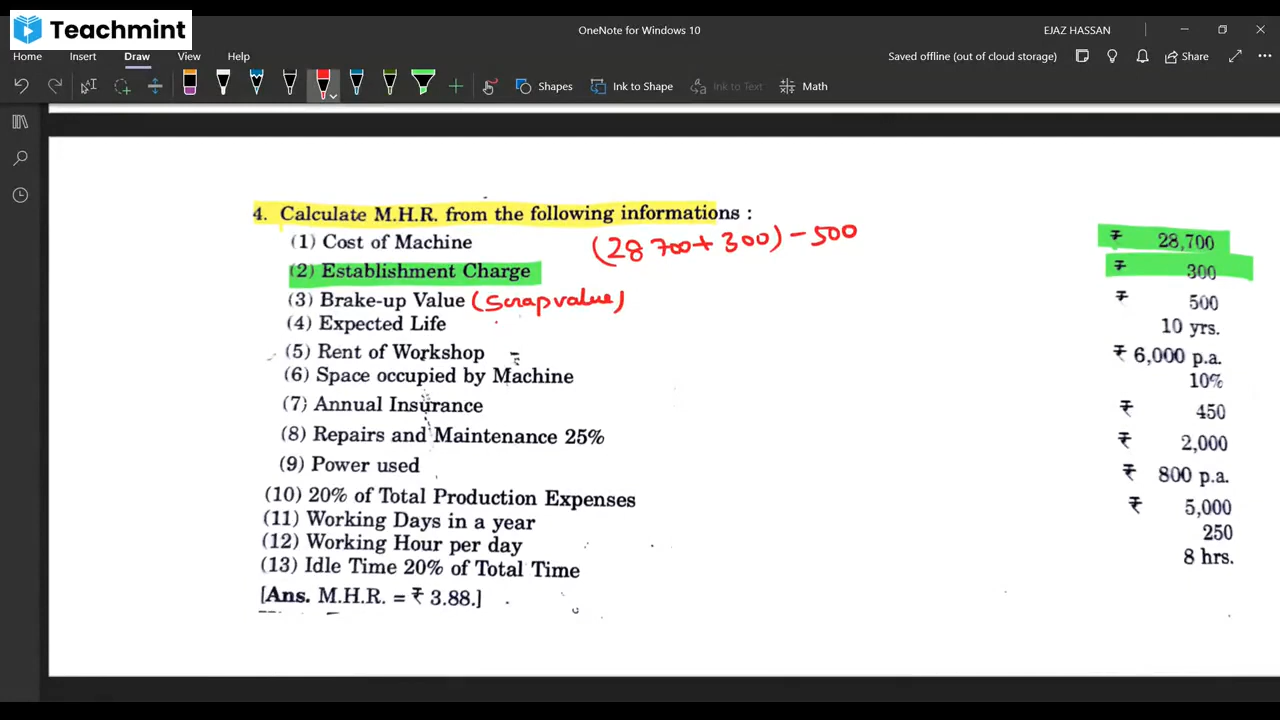 Teachmint
OneNote for Windows 10
EJAZ HASSAN
Home Insert Draw View Help
Saved offline (out of cloud storage)
Share
Shapes
Ink to Shape
Ink to Text
Math
4. Calculate M.H.R. from the following informations :
(1) Cost of Machine (28700+300) - 500 ₹ 28,700
(2) Establishment Charge ₹ 300
(3) Brake-up Value (Scrap value) ₹ 500
(4) Expected Life 10 yrs.
(5) Rent of Workshop ₹ 6,000 p.a.
(6) Space occupied by Machine 10%
(7) Annual Insurance ₹ 450
(8) Repairs and Maintenance 25% ₹ 2,000
(9) Power used ₹ 800 p.a.
(10) 20% of Total Production Expenses ₹ 5,000
(11) Working Days in a year 250
(12) Working Hour per day 8 hrs.
(13) Idle Time 20% of Total Time
[Ans. M.H.R. = ₹ 3.88.]